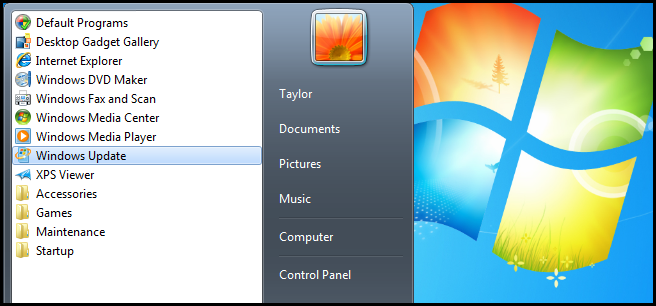 Default Programs
Desktop Gadget Gallery
Internet Explorer
Windows DVD Maker
Windows Fax and Scan
Windows Media Center
Windows Media Player
Windows Update
XPS Viewer
Accessories
Games
Maintenance
Startup
Taylor
Documents
Pictures
Music
Computer
Control Panel